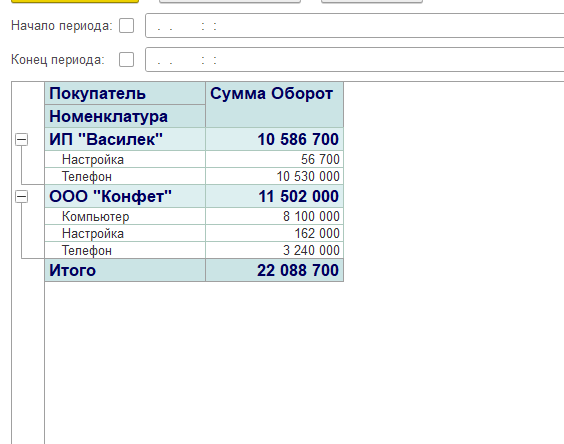 Начало периода: . . : :
Конец периода: . . : :
Покупатель Сумма Оборот
Номенклатура
ИП "Василек" 10 586 700
Настройка 56 700
Телефон 10 530 000
ООО "Конфет" 11 502 000
Компьютер 8 100 000
Настройка 162 000
Телефон 3 240 000
Итого 22 088 700